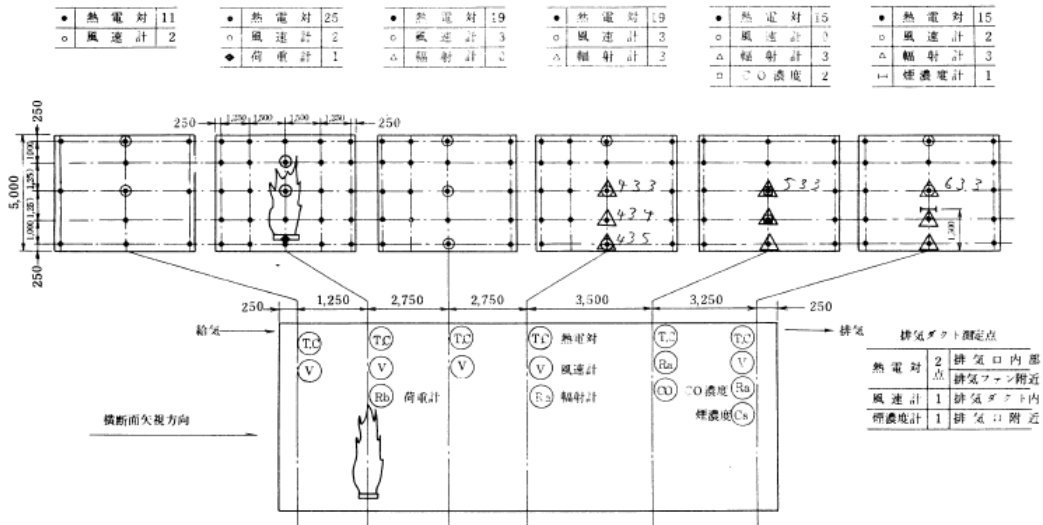 ● 熱電対 11
○ 風速計 2
● 熱電対 25
○ 風速計 2
◆ 荷重計 1
● 熱電対 19
○ 風速計 3
△ 輻射計
● 熱電対 19
○ 風速計 3
△ 輻射計 3
● 熱電対 15
○ 風速計
△ 輻射計 3
□ CO濃度 2
● 熱電対 15
○ 風速計 2
△ 輻射計 3
煙濃度計 1
250
5,000
1,000
1,251
1,251
1,000
250
250
1,250
1,500
1,500
1,250
250
433
434
435
533
633
1,500
250
1,250
2,750
2,750
3,500
3,250
250
給気
排気
T.C
T.C
T.C
T.C 熱電対
T.C
T.C
V
V
V
V 風速計
Ra
V
Rb 荷重計
Ra 輻射計
CO CO濃度
Ra
煙濃度 Cs
横断面矢視方向
排気ダクト測定点
熱電対 2点 排気口内部
排気ファン附近
風速計 1 排気ダクト内
煙濃度計 1 排気口附近